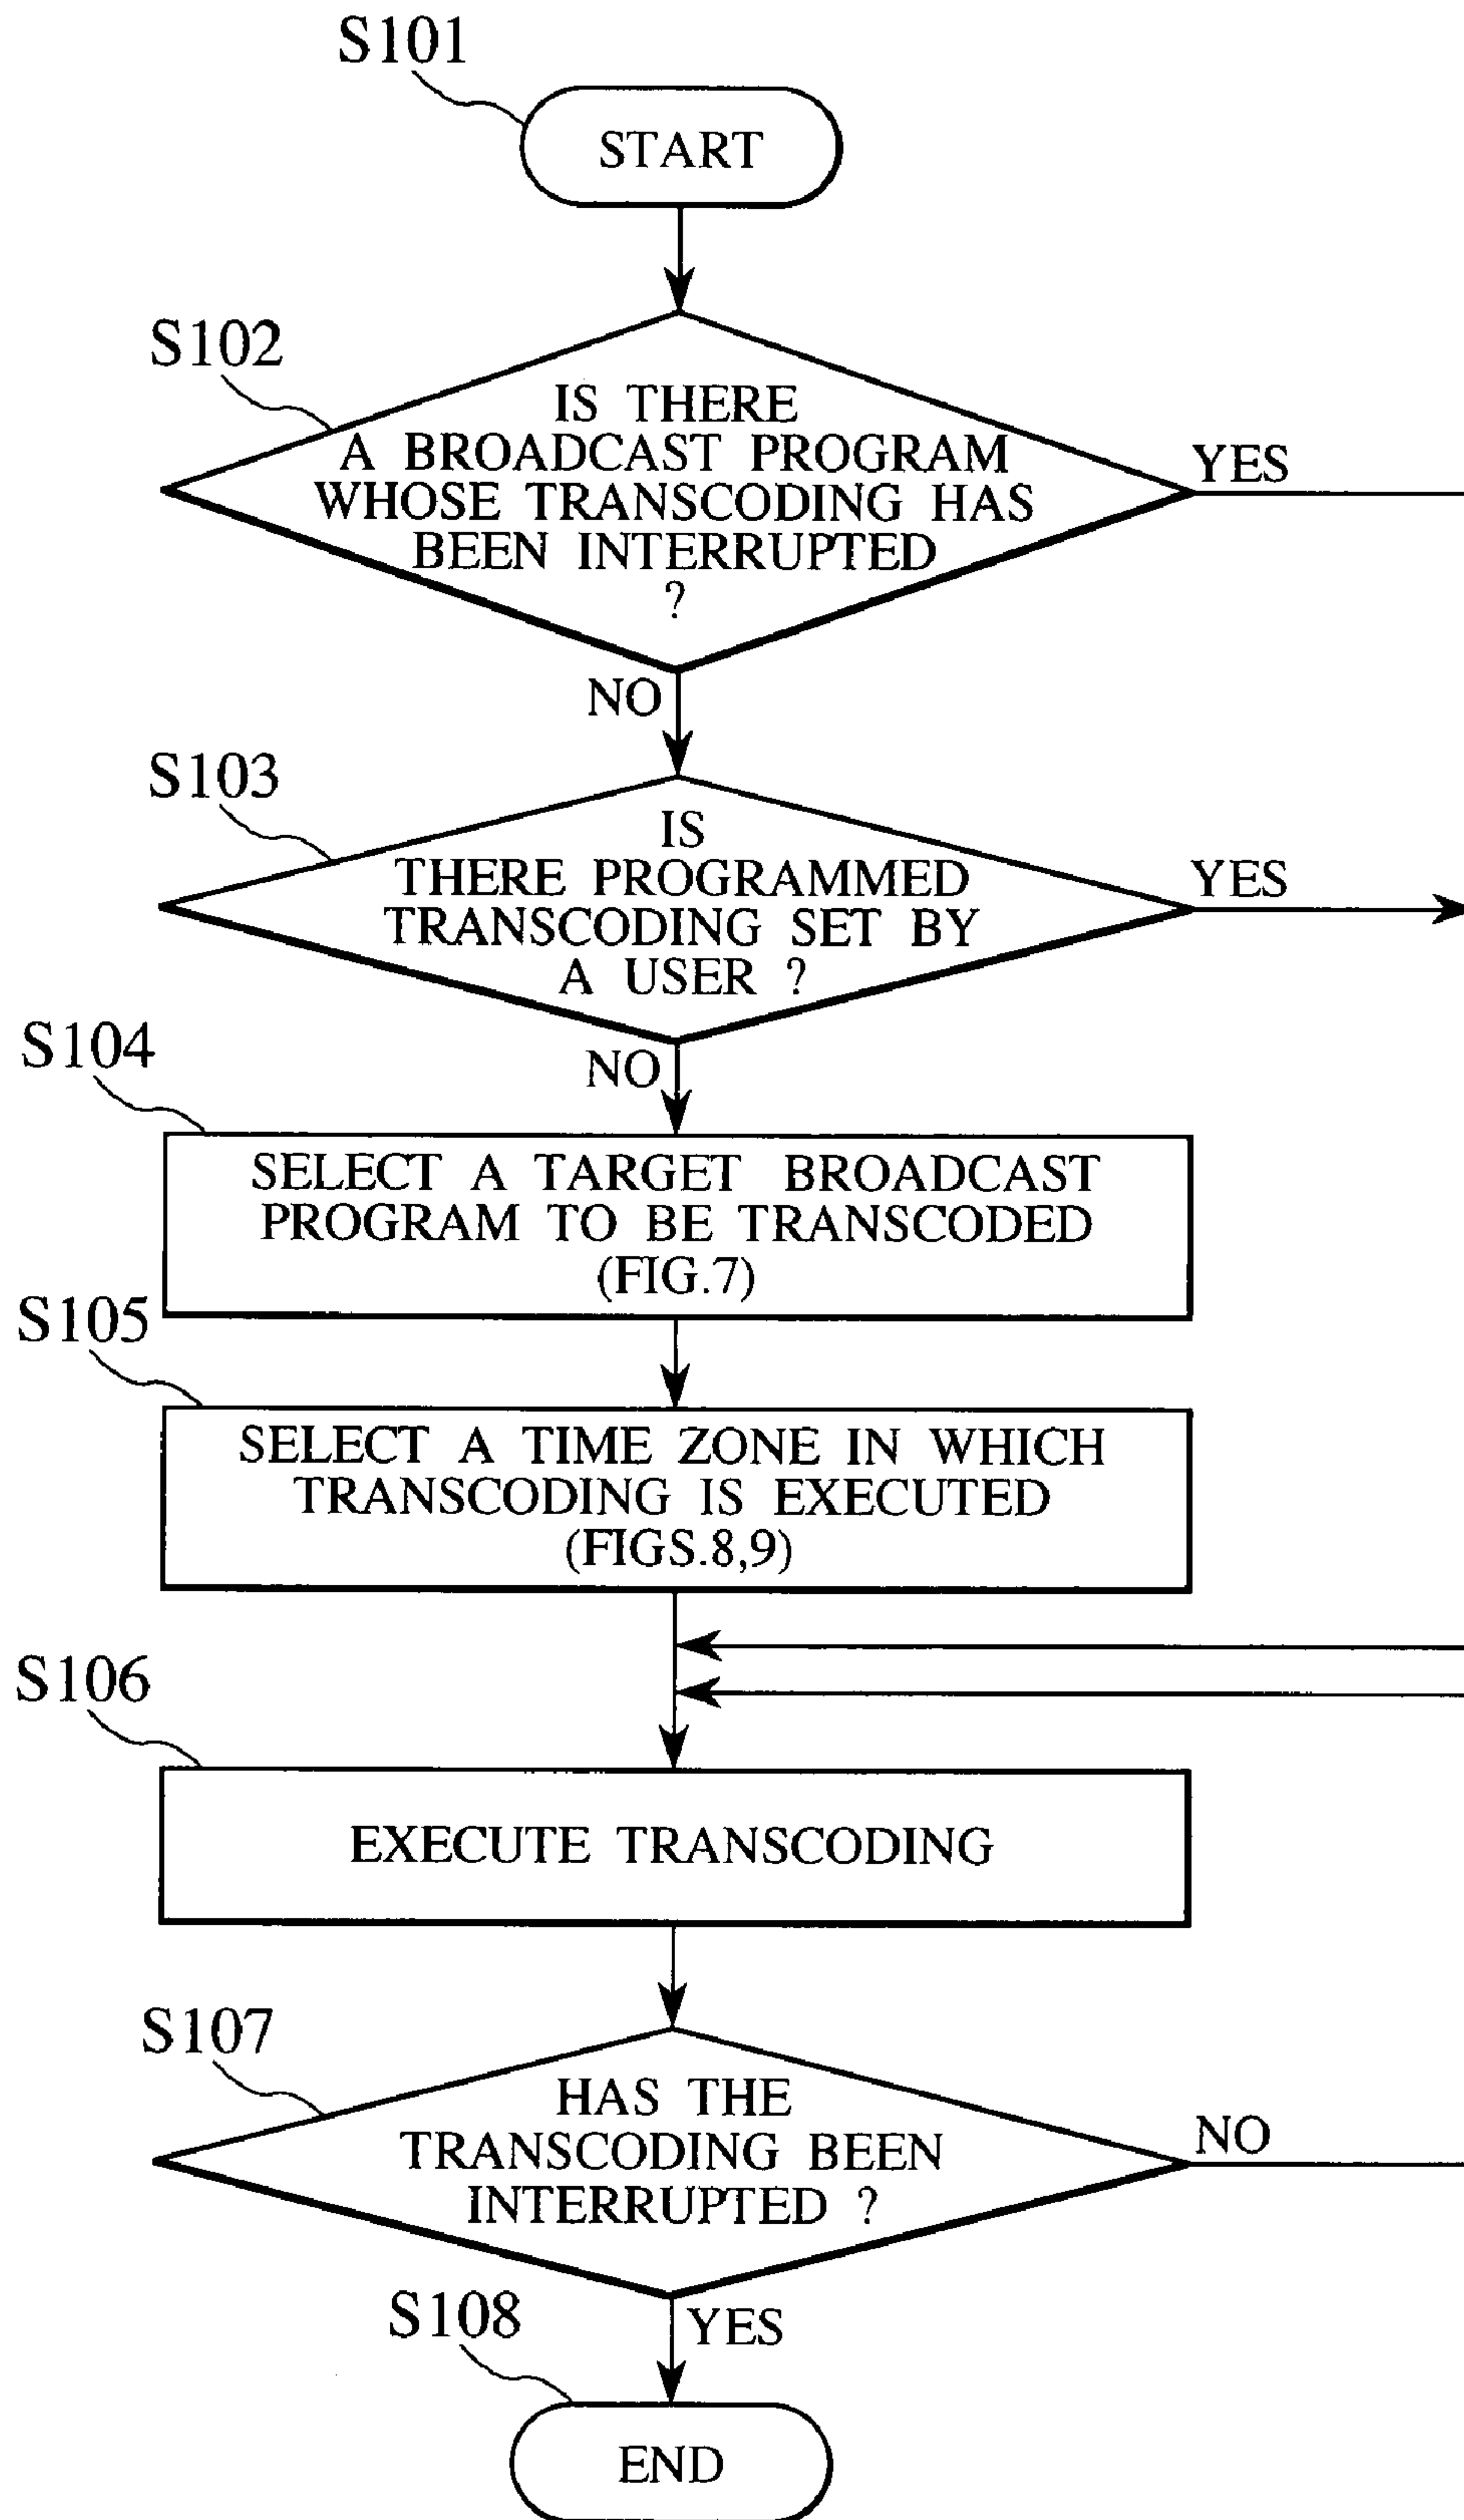 S101
START
S102
IS THERE
A BROADCAST PROGRAM
WHOSE TRANSCODING HAS
BEEN INTERRUPTED
?
YES
NO
S103
IS
THERE PROGRAMMED
TRANSCODING SET BY
A USER ?
YES
NO
S104
SELECT A TARGET BROADCAST
PROGRAM TO BE TRANSCODED
(FIG.7)
S105
SELECT A TIME ZONE IN WHICH
TRANSCODING IS EXECUTED
(FIGS.8,9)
S106
EXECUTE TRANSCODING
S107
HAS THE
TRANSCODING BEEN
INTERRUPTED ?
NO
S108
YES
END